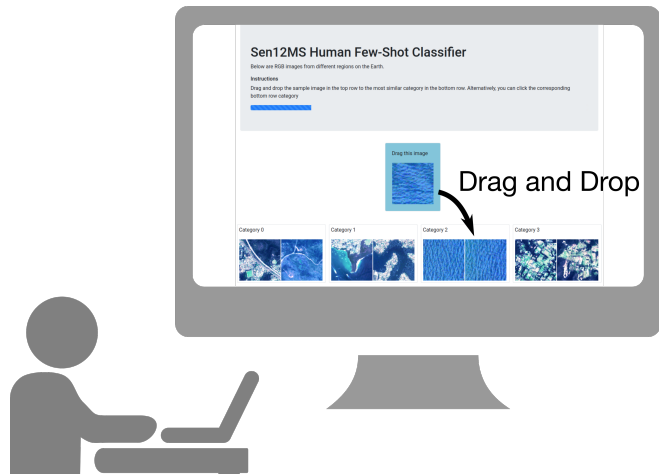 Sen12MS Human Few-Shot Classifier
Below are RGB images from different regions on the Earth.
Instructions
Drag and drop the sample image in the top row to the most similar category in the bottom row. Alternatively, you can click the corresponding
bottom row category
Drag this image
Drag and Drop
Category 0
Category 1
Category 2
Category 3